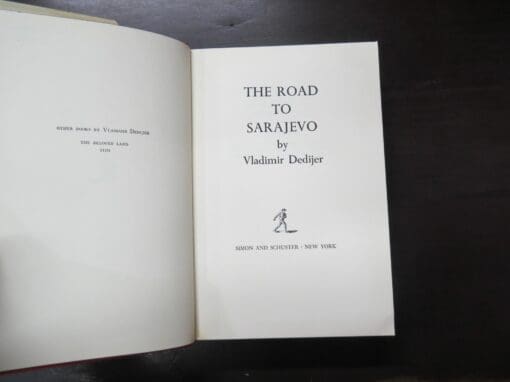 OTHER BOOKS BY VLADIMIR DEDIJER
THE BELOVED LAND
TITO
THE ROAD
TO
SARAJEVO
by
Vladimir Dedijer
SIMON AND SCHUSTER · NEW YORK